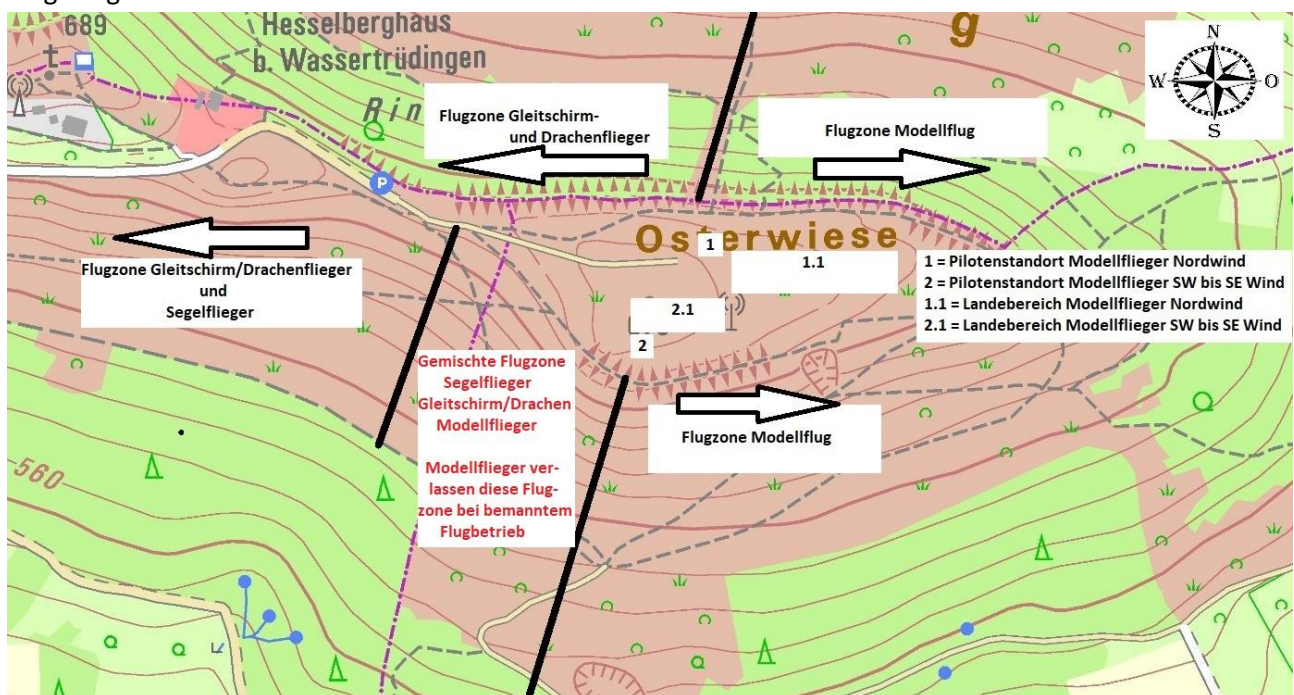 689
Hesselberghaus
b. Wassertrüdingen
Rin
g
N
W
O
S
Flugzone Gleitschirm-
und Drachenflieger
Flugzone Modellflug
P
Osterwiese
1
1.1
2.1
2
Flugzone Gleitschirm/Drachenflieger
und
Segelflieger
1 = Pilotenstandort Modellflieger Nordwind
2 = Pilotenstandort Modellflieger SW bis SE Wind
1.1 = Landebereich Modellflieger Nordwind
2.1 = Landebereich Modellflieger SW bis SE Wind
Gemischte Flugzone
Segelflieger
Gleitschirm/Drachen
Modellflieger
Modellflieger ver-
lassen diese Flug-
zone bei bemanntem
Flugbetrieb
Flugzone Modellflug
560